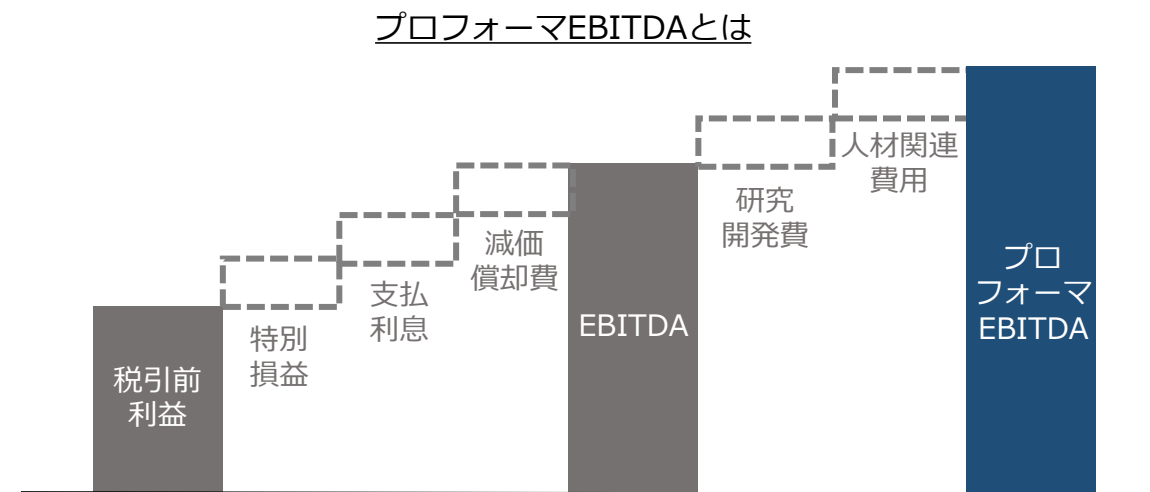 プロフォーマEBITDAとは
税引前
利益
特別
損益
支払
利息
減価
償却費
EBITDA
研究
開発費
人材関連
費用
プロ
フォーマ
EBITDA